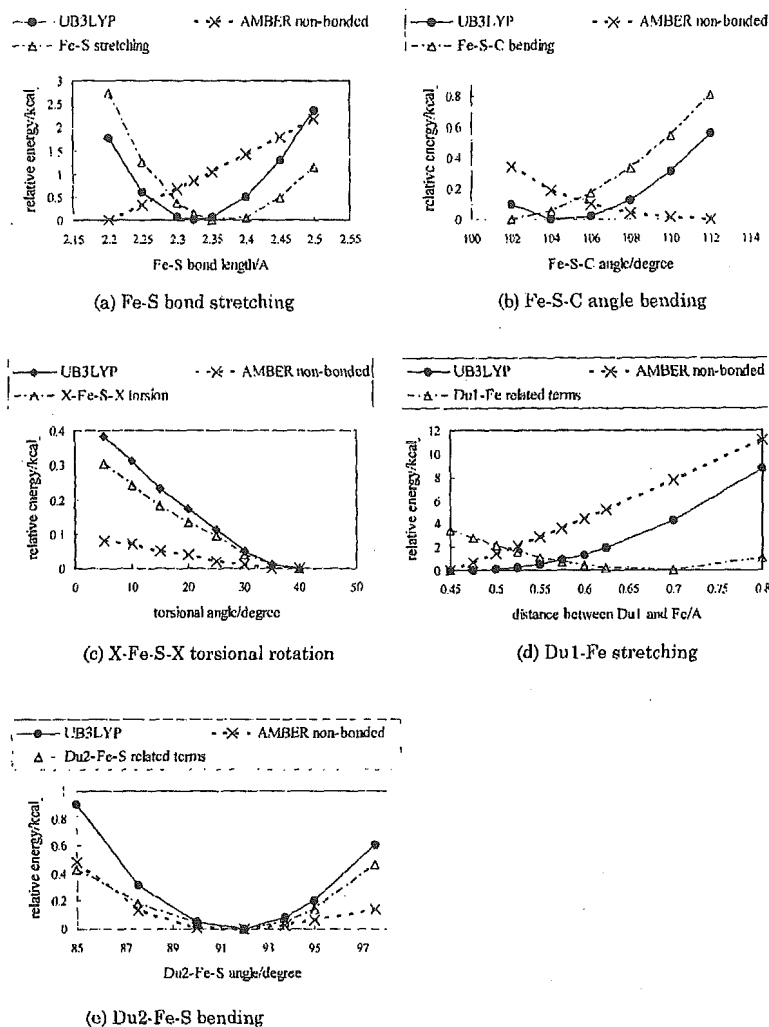 UB3LYP AMBER non-bonded
Fe-S stretching
relative energy/kcal
3
2.5
2
1.5
1
0.5
0
2.15 2.2 2.25 2.3 2.35 2.4 2.45 2.5 2.55
Fe-S bond length/A
(a) Fe-S bond stretching
UB3LYP AMBER non-bonded
Fe-S-C bending
relative energy/kcal
0.8
0.6
0.4
0.2
0
100 102 104 106 108 110 112 114
Fe-S-C angle/degree
(b) Fe-S-C angle bending
UB3LYP AMBER non-bonded
X-Fe-S-X torsion
relative energy/kcal
0.4
0.3
0.2
0.1
0
0 10 20 30 40 50
torsional angle/degree
(c) X-Fe-S-X torsional rotation
UB3LYP AMBER non-bonded
Du1-Fe related terms
relative energy/kcal
12
10
8
6
4
2
0
0.45 0.5 0.55 0.6 0.65 0.7 0.75 0.8
distance between Du1 and Fe/A
(d) Du1-Fe stretching
UB3LYP AMBER non-bonded
Du2-Fe-S related terms
relative energy/kcal
1
0.8
0.6
0.4
0.2
0
85 87 89 91 93 95 97
Du2-Fe-S angle/degree
(e) Du2-Fe-S bending